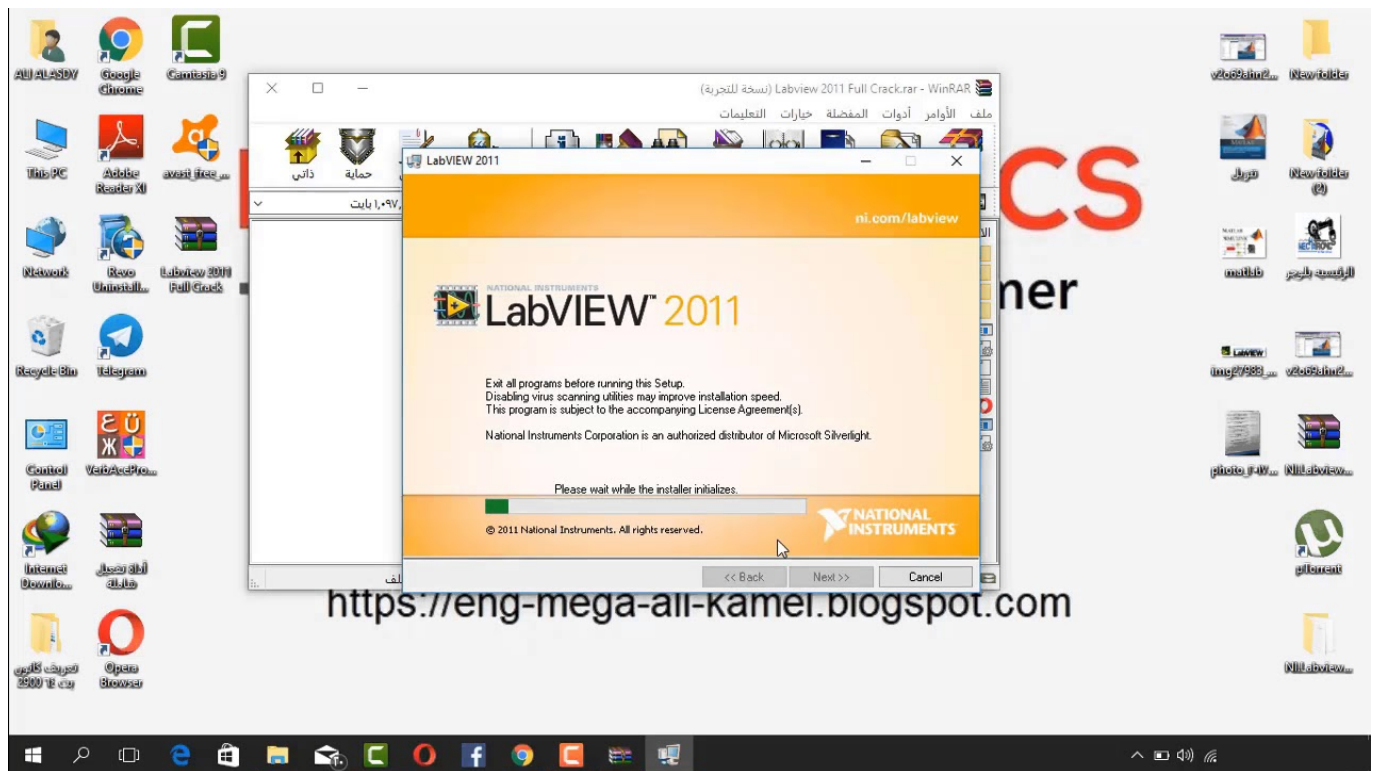 ALI ALASDY
Google Chrome
Camtasia 9
This PC
Adobe Reader XI
avast_free_...
Network
Revo Uninstall...
Labview 2011 Full Crack
Recycle Bin
Telegram
Control Panel
VerbAcePro...
Internet Downlo...
Opera Browser
Labview 2011 Full Crack.rar - WinRAR (نسخة للتجربة)
ملف الأوامر أدوات المفضلة خيارات التعليمات
حماية
ذاتي
CS
mer
https://eng-mega-ali-kamel.blogspot.com
LabVIEW 2011
ni.com/labview
NATIONAL INSTRUMENTS
LabVIEW™ 2011
Exit all programs before running this Setup.
Disabling virus scanning utilities may improve installation speed.
This program is subject to the accompanying License Agreement(s).
National Instruments Corporation is an authorized distributor of Microsoft Silverlight.
Please wait while the installer initializes.
© 2011 National Instruments. All rights reserved.
NATIONAL
INSTRUMENTS
<< Back
Next >>
Cancel
New folder
New folder (2)
matlab
LabVIEW
µTorrent